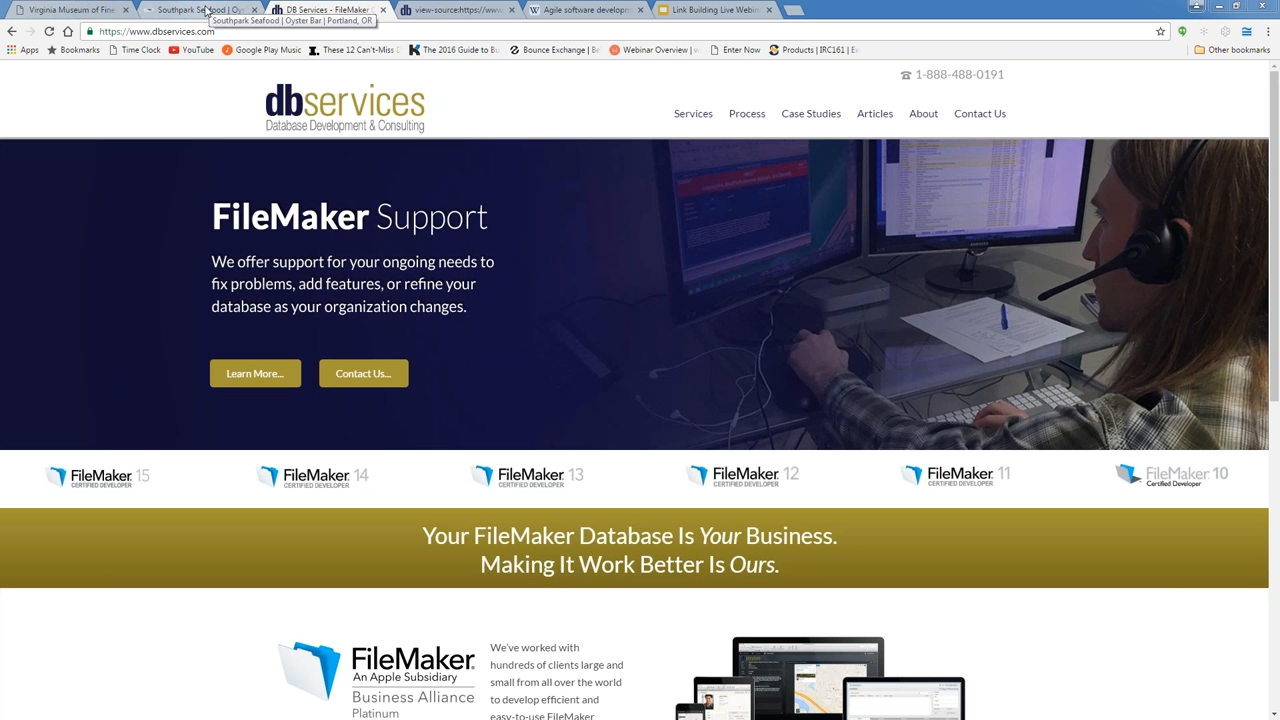 Virginia Museum of Fine
Southpark Seafood | Oys
DB Services - FileMaker
view-source:https://www
Agile software developm
Link Building Live Webin
Southpark Seafood | Oyster Bar | Portland, OR
https://www.dbservices.com
Apps
Bookmarks
Time Clock
YouTube
Google Play Music
These 12 Can't-Miss
The 2016 Guide to Bu
Bounce Exchange | Be
Webinar Overview | W
Enter Now
Products | IRC161 | Ex
Other bookmarks
1-888-488-0191
dbservices
Database Development & Consulting
Services Process Case Studies Articles About Contact Us
FileMaker Support
We offer support for your ongoing needs to
fix problems, add features, or refine your
database as your organization changes.
Learn More... Contact Us...
FileMaker 15
CERTIFIED DEVELOPER
FileMaker 14
CERTIFIED DEVELOPER
FileMaker 13
CERTIFIED DEVELOPER
FileMaker 12
CERTIFIED DEVELOPER
FileMaker 11
CERTIFIED DEVELOPER
FileMaker 10
Certified Developer
Your FileMaker Database Is Your Business.
Making It Work Better Is Ours.
FileMaker
An Apple Subsidiary
Business Alliance
Platinum
We've worked with
hundreds of clients large and
small from all over the world
to develop efficient and
easy-to-use FileMaker